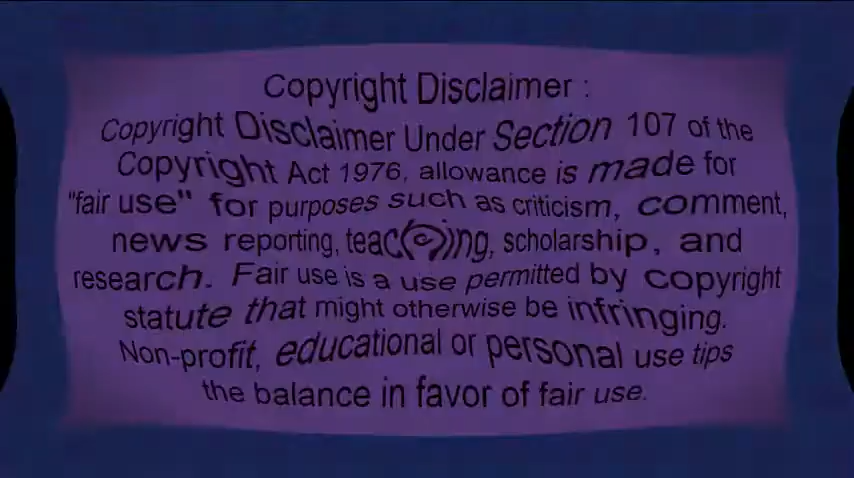 Copyright Disclaimer :
Copyright Disclaimer Under Section 107 of the
Copyright Act 1976, allowance is made for
"fair use" for purposes such as criticism, comment,
news reporting, teaching, scholarship, and
research. Fair use is a use permitted by copyright
statute that might otherwise be infringing.
Non-profit, educational or personal use tips
the balance in favor of fair use.